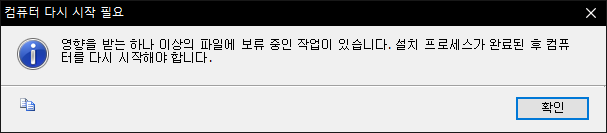 컴퓨터 다시 시작 필요
영향을 받는 하나 이상의 파일에 보류 중인 작업이 있습니다. 설치 프로세스가 완료된 후 컴퓨
터를 다시 시작해야 합니다.
확인